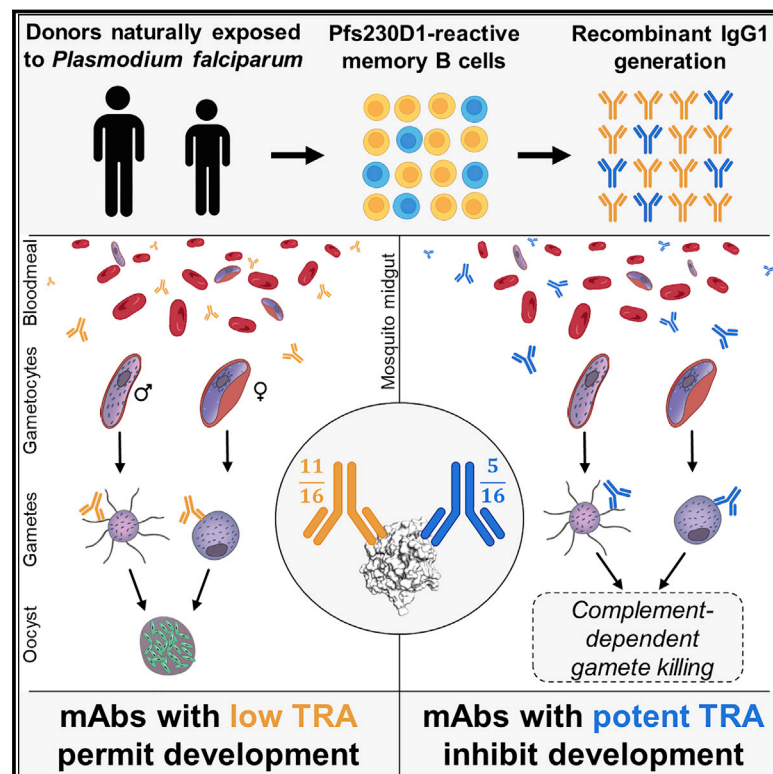 Donors naturally exposed
to Plasmodium falciparum
Pfs230D1-reactive
memory B cells
Recombinant IgG1
generation
Bloodmeal
Gametocytes
Gametes
Oocyst
♂
♀
Mosquito midgut
11
16
5
16
Complement-
dependent
gamete killing
mAbs with low TRA
permit development
mAbs with potent TRA
inhibit development